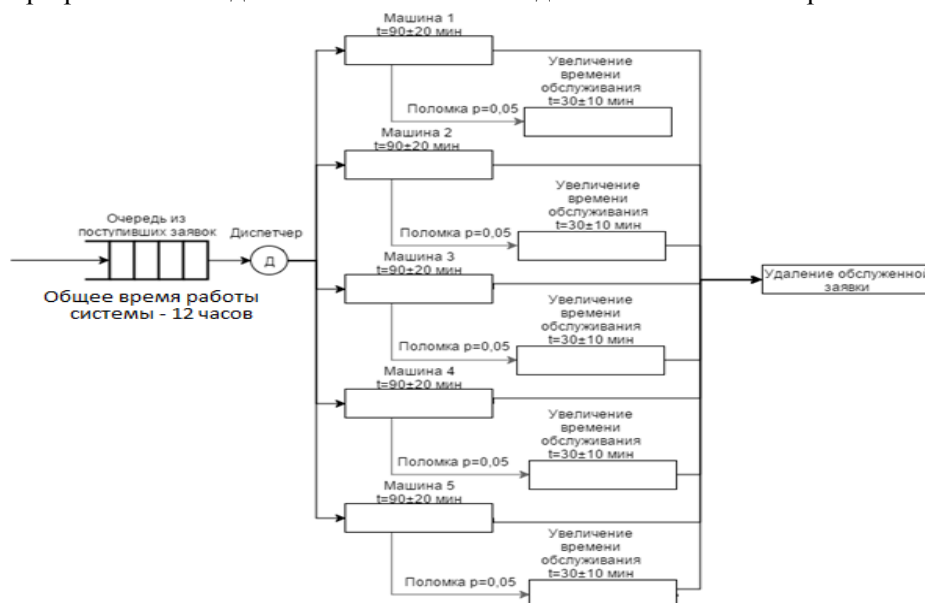 Машина 1
t=90±20 мин
Увеличение
времени
обслуживания
t=30±10 мин
Поломка p=0,05
Машина 2
t=90±20 мин
Увеличение
времени
обслуживания
t=30±10 мин
Поломка p=0,05
Очередь из
поступивших заявок
Диспетчер
Д
Общее время работы
системы - 12 часов
Машина 3
t=90±20 мин
Удаление обслуженной
заявки
Увеличение
времени
обслуживания
t=30±10 мин
Поломка p=0,05
Машина 4
t=90±20 мин
Увеличение
времени
обслуживания
t=30±10 мин
Поломка p=0,05
Машина 5
t=90±20 мин
Увеличение
времени
обслуживания
t=30±10 мин
Поломка p=0,05